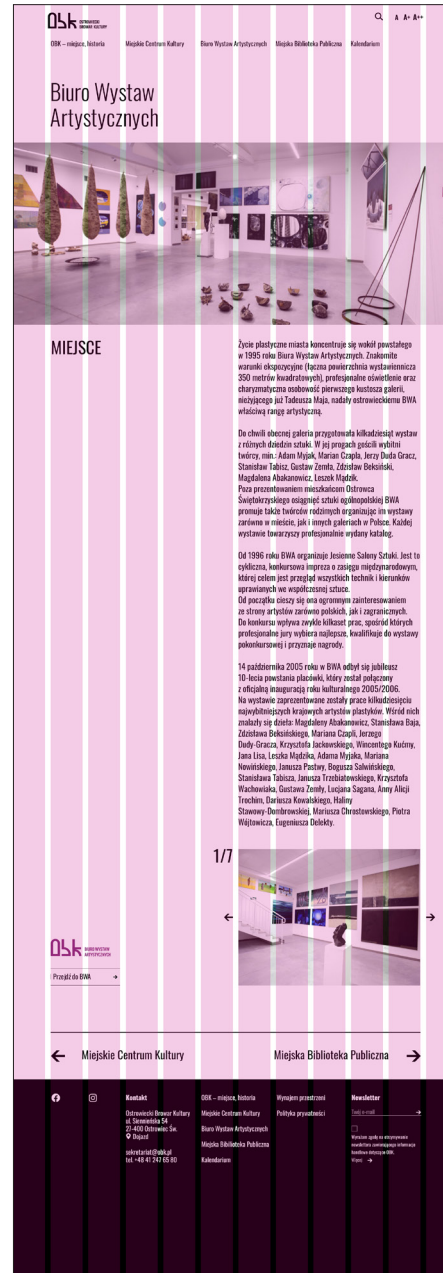 OBK OSTROWIECKI
BROWAR KULTURY
A A+ A++
OBK – miejsce, historia Miejskie Centrum Kultury Biuro Wystaw Artystycznych Miejska Biblioteka Publiczna Kalendarium
Biuro Wystaw
Artystycznych
MIEJSCE
Życie plastyczne miasta koncentruje się wokół powstałego
w 1995 roku Biura Wystaw Artystycznych. Znakomite
warunki ekspozycyjne (łączna powierzchnia wystawiennicza
350 metrów kwadratowych), profesjonalne oświetlenie oraz
charyzmatyczna osobowość pierwszego kustosza galerii,
nieżyjącego już Tadeusza Maja, nadały ostrowieckiemu BWA
właściwą rangę artystyczną.
Do chwili obecnej galeria przygotowała kilkadziesiąt wystaw
z różnych dziedzin sztuki. W jej progach gościli wybitni
twórcy, min.: Adam Myjak, Marian Czapla, Jerzy Duda Gracz,
Stanisław Tabisz, Gustaw Zemła, Zdzisław Beksiński,
Magdalena Abakanowicz, Leszek Mądzik.
Poza prezentowaniem mieszkańcom Ostrowca
Świętokrzyskiego osiągnięć sztuki ogólnopolskiej BWA
promuje także twórców rodzimych organizując im wystawy
zarówno w mieście, jak i innych galeriach w Polsce. Każdej
wystawie towarzyszy profesjonalnie wydany katalog.
Od 1996 roku BWA organizuje Jesienne Salony Sztuki. Jest to
cykliczna, konkursowa impreza o zasięgu międzynarodowym,
której celem jest przegląd wszystkich technik i kierunków
uprawianych we współczesnej sztuce.
Od początku cieszy się ona ogromnym zainteresowaniem
ze strony artystów zarówno polskich, jak i zagranicznych.
Do konkursu wpływa zwykle kilkaset prac, spośród których
profesjonalne jury wybiera najlepsze, kwalifikuje do wystawy
pokonkursowej i przyznaje nagrody.
14 października 2005 roku w BWA odbył się jubileusz
10-lecia powstania placówki, który został połączony
z oficjalną inauguracją roku kulturalnego 2005/2006.
Na wystawie zaprezentowane zostały prace kilkudziesięciu
najwybitniejszych krajowych artystów plastyków. Wśród nich
znalazły się dzieła: Magdaleny Abakanowicz, Stanisława Baja,
Zdzisława Beksińskiego, Mariana Czapli, Jerzego
Dudy-Gracza, Krzysztofa Jackowskiego, Wincentego Kućmy,
Jana Lisa, Leszka Mądzika, Adama Myjaka, Mariana
Nowińskiego, Janusza Pastwy, Bogusza Salwińskiego,
Stanisława Tabisza, Janusza Trzebiatowskiego, Krzysztofa
Wachowiaka, Gustawa Zemły, Lucjana Sagana, Anny Alicji
Trochim, Dariusza Kowalskiego, Haliny
Stawowy-Dombrowskiej, Mariusza Chrostowskiego, Piotra
Wójtowicza, Eugeniusza Delekty.
1/7
OBK BIURO WYSTAW
ARTYSTYCZNYCH
Przejdź do BWA
Miejskie Centrum Kultury Miejska Biblioteka Publiczna
Kontakt
Ostrowiecki Browar Kultury
ul. Siennieńska 54
27-400 Ostrowiec Św.
Dojazd
sekretariat@obk.pl
tel. +48 41 247 65 80
OBK – miejsce, historia
Miejskie Centrum Kultury
Biuro Wystaw Artystycznych
Miejska Biblioteka Publiczna
Kalendarium
Wynajem przestrzeni
Polityka prywatności
Newsletter
Twój e-mail
Wyrażam zgodę na otrzymywanie
newslettera zawierającego informacje
handlowe dotyczące OBK.
Więcej